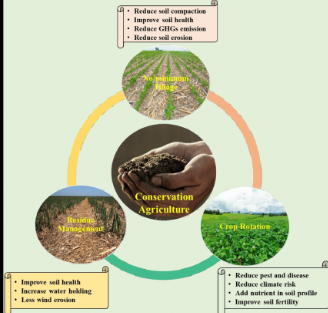 • Reduce soil compaction
• Improve soil health
• Reduce GHGs emission
• Reduce soil erosion
No/minimum
Tillage
Conservation
Agriculture
Residue
Management
Crop Rotation
• Improve soil health
• Increase water holding
• Less wind erosion
• Reduce pest and disease
• Reduce climate risk
• Add nutrient in soil profile
• Improve soil fertility